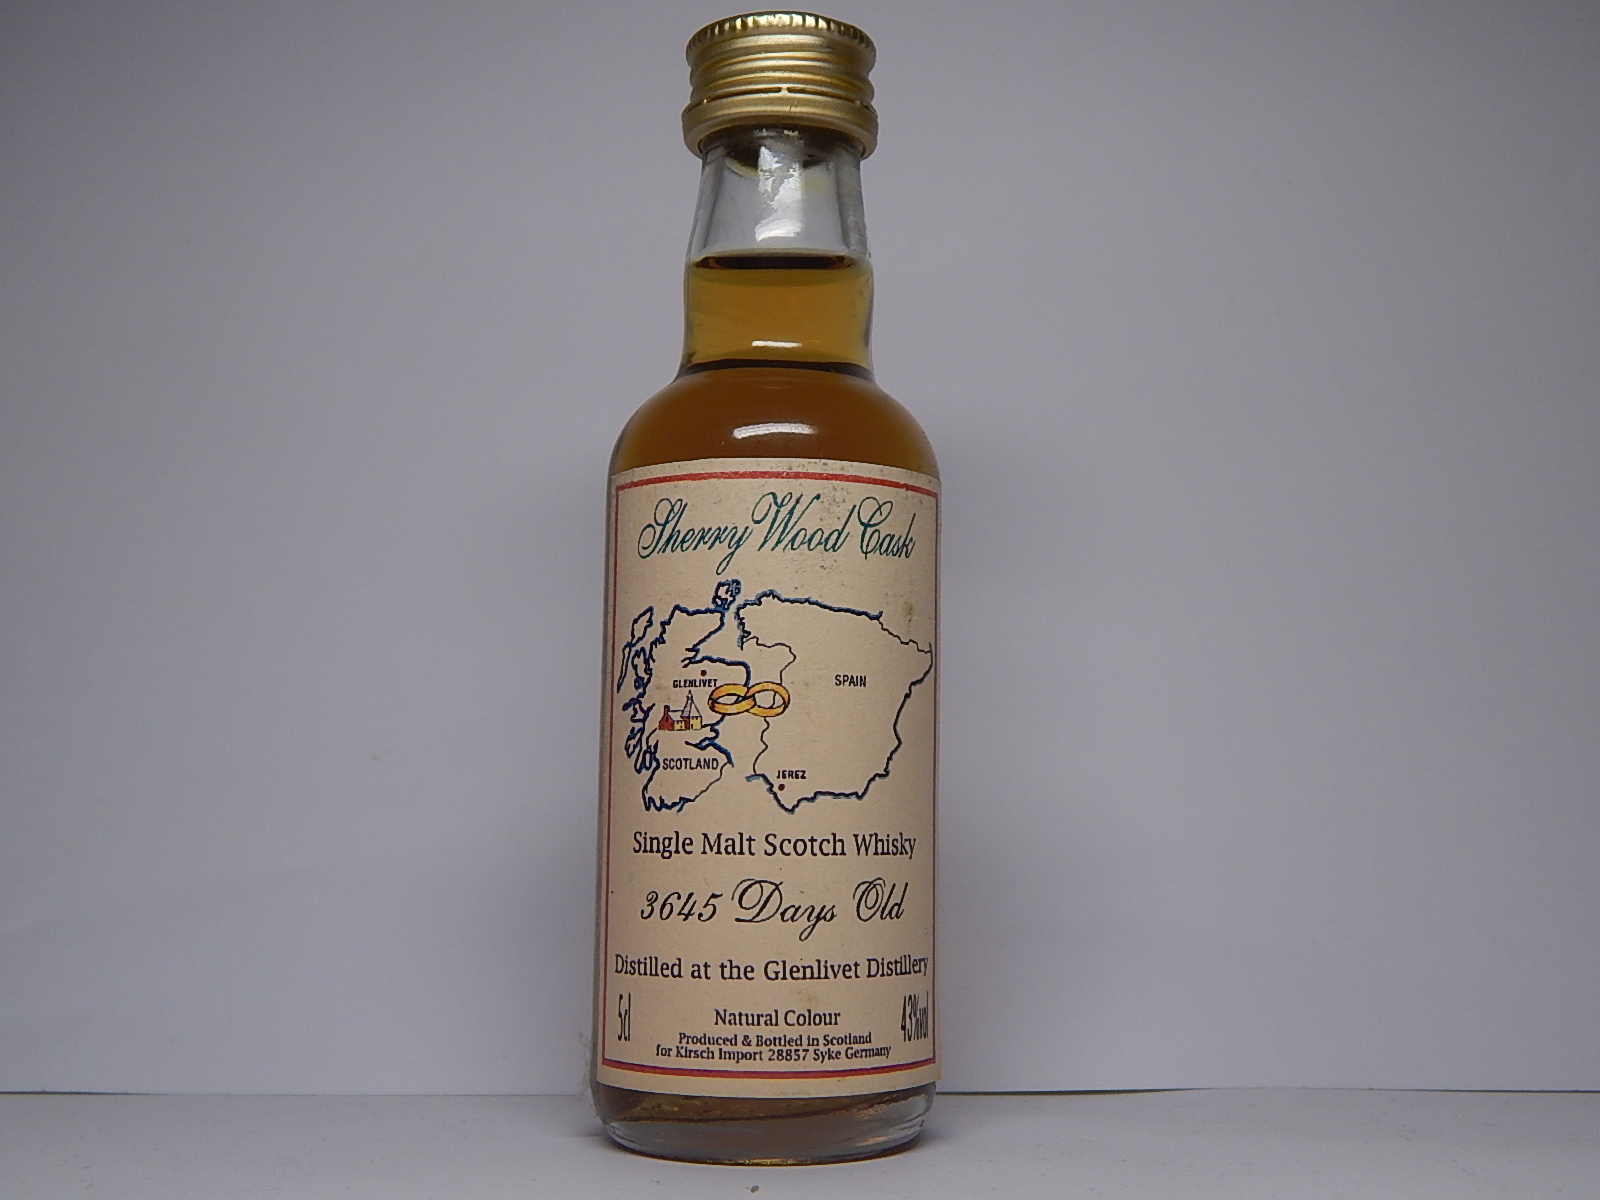 Sherry Wood Cask
GLENLIVET
SPAIN
SCOTLAND
JEREZ
Single Malt Scotch Whisky
3645 Days Old
Distilled at the Glenlivet Distillery
5cl
Natural Colour
43%vol
Produced & Bottled in Scotland
for Kirsch Import 28857 Syke Germany